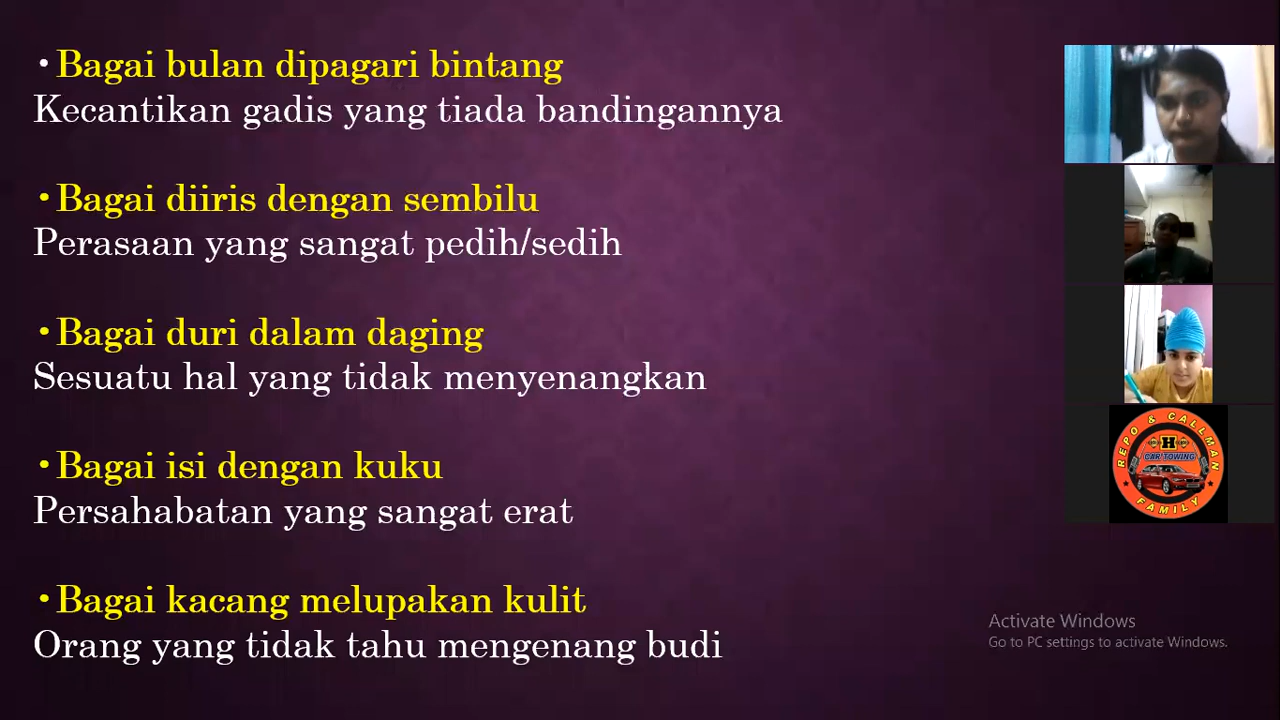 • Bagai bulan dipagari bintang
Kecantikan gadis yang tiada bandingannya
• Bagai diiris dengan sembilu
Perasaan yang sangat pedih/sedih
• Bagai duri dalam daging
Sesuatu hal yang tidak menyenangkan
• Bagai isi dengan kuku
Persahabatan yang sangat erat
• Bagai kacang melupakan kulit
Orang yang tidak tahu mengenang budi
REPO & CALLMAN
H
CAR TOWING
FAMILY
Activate Windows
Go to PC settings to activate Windows.